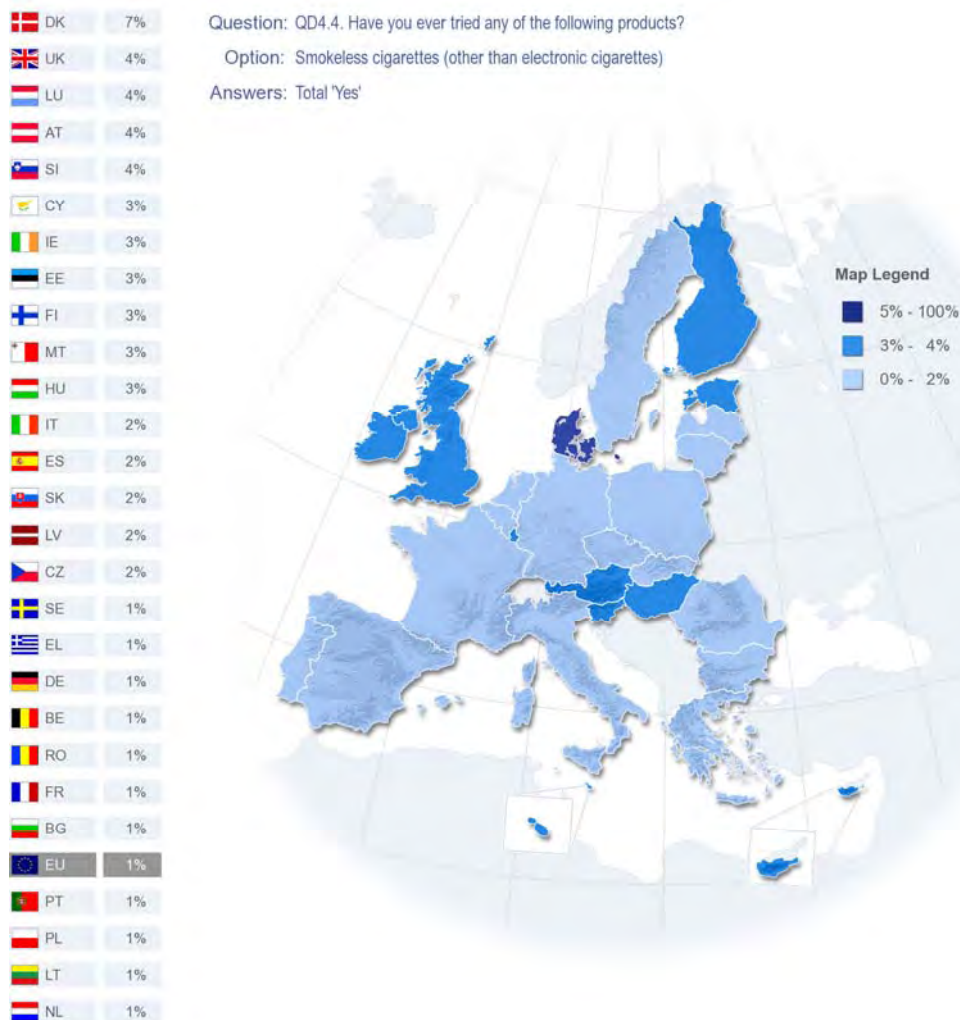 DK 7%
UK 4%
LU 4%
AT 4%
SI 4%
CY 3%
IE 3%
EE 3%
FI 3%
MT 3%
HU 3%
IT 2%
ES 2%
SK 2%
LV 2%
CZ 2%
SE 1%
EL 1%
DE 1%
BE 1%
RO 1%
FR 1%
BG 1%
EU 1%
PT 1%
PL 1%
LT 1%
NL 1%
Question: QD4.4. Have you ever tried any of the following products?
Option: Smokeless cigarettes (other than electronic cigarettes)
Answers: Total 'Yes'
Map Legend
5% - 100%
3% - 4%
0% - 2%